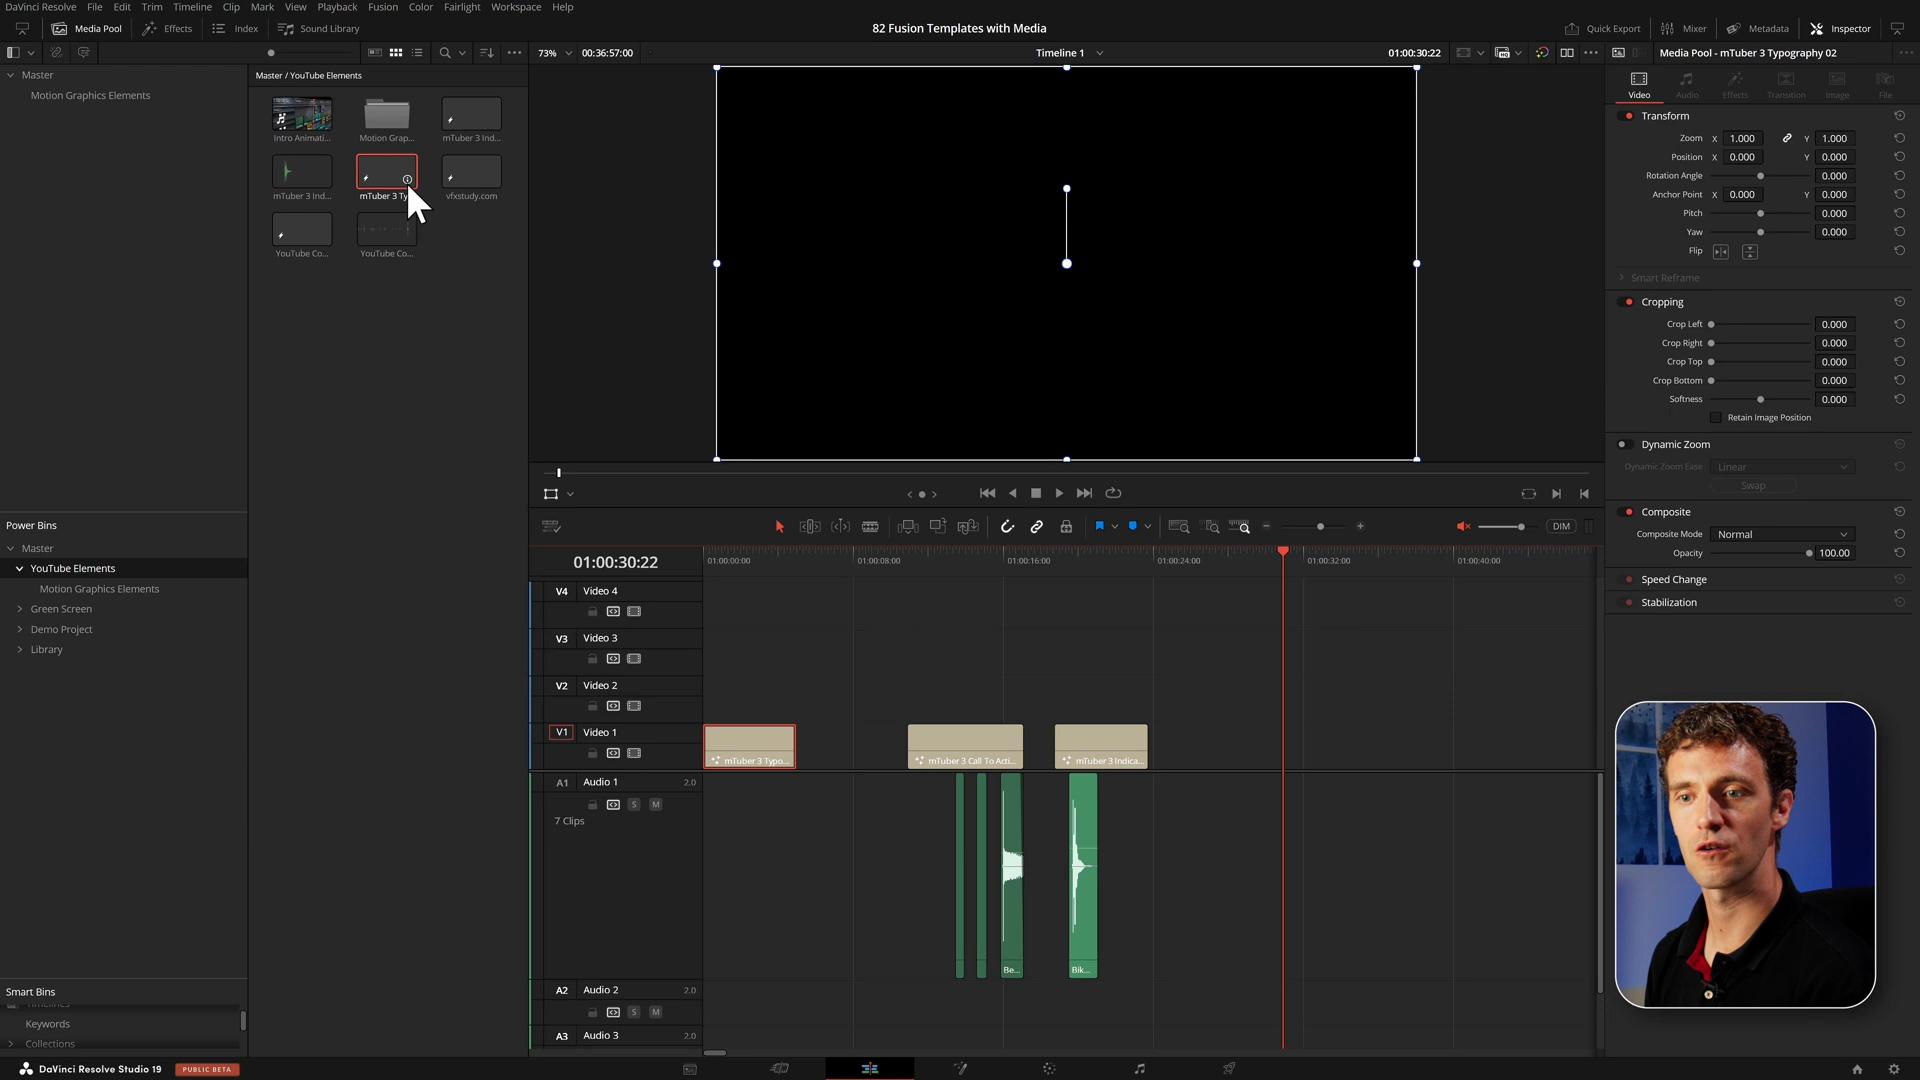 DaVinci Resolve File Edit Trim Timeline Clip Mark View Playback Fusion Color Fairlight Workspace Help
Media Pool Effects Index Sound Library 82 Fusion Templates with Media Quick Export Mixer Metadata Inspector
73% 00:36:57:00 Timeline 1 01:00:30:22 Media Pool - mTuber 3 Typography 02
Master
Motion Graphics Elements
Master / YouTube Elements
Intro Animati... Motion Grap... mTuber 3 Ind...
mTuber 3 Ind... mTuber 3 Ty vfxstudy.com
YouTube Co... YouTube Co...
Video Audio Effects Transition Image File
Transform
Zoom X 1.000 Y 1.000
Position X 0.000 Y 0.000
Rotation Angle 0.000
Anchor Point X 0.000 Y 0.000
Pitch 0.000
Yaw 0.000
Flip
Smart Reframe
Cropping
Crop Left 0.000
Crop Right 0.000
Crop Top 0.000
Crop Bottom 0.000
Softness 0.000
Retain Image Position
Dynamic Zoom
Dynamic Zoom Ease Linear
Swap
Composite
Composite Mode Normal
Opacity 100.00
Speed Change
Stabilization
Power Bins
Master
YouTube Elements
Motion Graphics Elements
Green Screen
Demo Project
Library
Smart Bins
Timelines
Keywords
Collections
DIM
01:00:30:22 01:00:00:00 01:00:08:00 01:00:16:00 01:00:24:00 01:00:32:00 01:00:40:00
V4 Video 4
V3 Video 3
V2 Video 2
V1 Video 1
mTuber 3 Typo... mTuber 3 Call To Acti... mTuber 3 Indica...
A1 Audio 1 2.0
S M
7 Clips
Be... Bik...
A2 Audio 2 2.0
S M
A3 Audio 3 2.0
DaVinci Resolve Studio 19 PUBLIC BETA